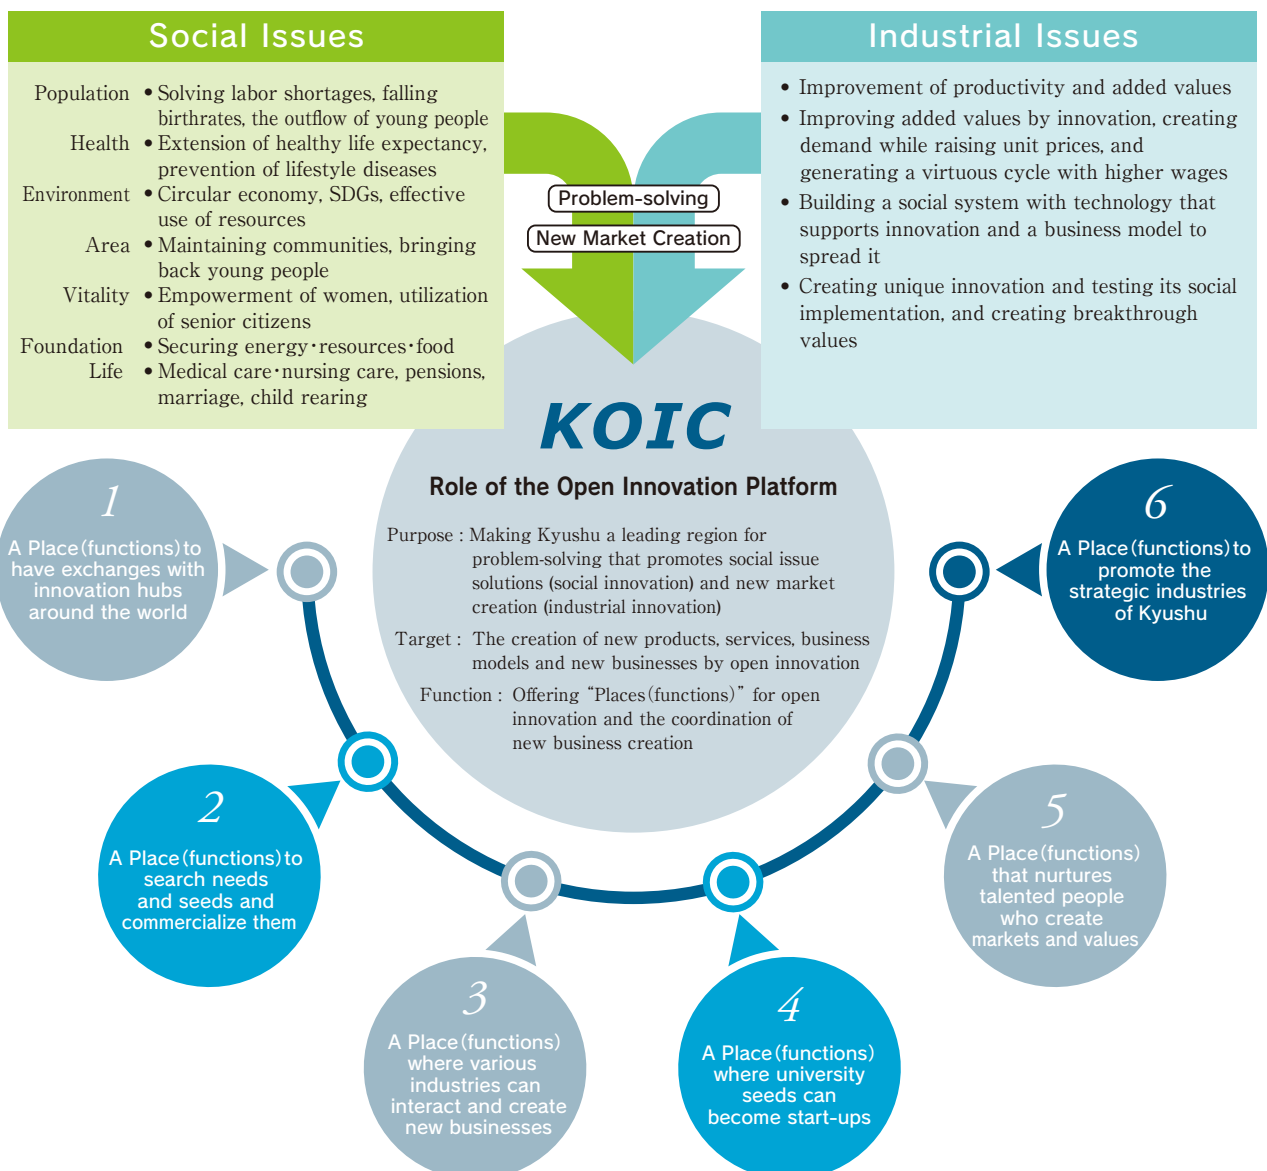 Social Issues
Population • Solving labor shortages, falling
birthrates, the outflow of young people
Health • Extension of healthy life expectancy,
prevention of lifestyle diseases
Environment • Circular economy, SDGs, effective
use of resources
Area • Maintaining communities, bringing
back young people
Vitality • Empowerment of women, utilization
of senior citizens
Foundation • Securing energy・resources・food
Life • Medical care・nursing care, pensions,
marriage, child rearing
Industrial Issues
• Improvement of productivity and added values
• Improving added values by innovation, creating
demand while raising unit prices, and
generating a virtuous cycle with higher wages
• Building a social system with technology that
supports innovation and a business model to
spread it
• Creating unique innovation and testing its social
implementation, and creating breakthrough
values
Problem-solving
New Market Creation
KOIC
Role of the Open Innovation Platform
Purpose : Making Kyushu a leading region for
problem-solving that promotes social issue
solutions (social innovation) and new market
creation (industrial innovation)
Target : The creation of new products, services, business
models and new businesses by open innovation
Function : Offering “Places(functions)” for open
innovation and the coordination of
new business creation
1
A Place(functions)to
have exchanges with
innovation hubs
around the world
2
A Place(functions)to
search needs
and seeds and
commercialize them
3
A Place(functions)
where various
industries can
interact and create
new businesses
4
A Place(functions)
where university
seeds can
become start-ups
5
A Place(functions)
that nurtures
talented people
who create
markets and values
6
A Place(functions)to
promote the
strategic industries
of Kyushu